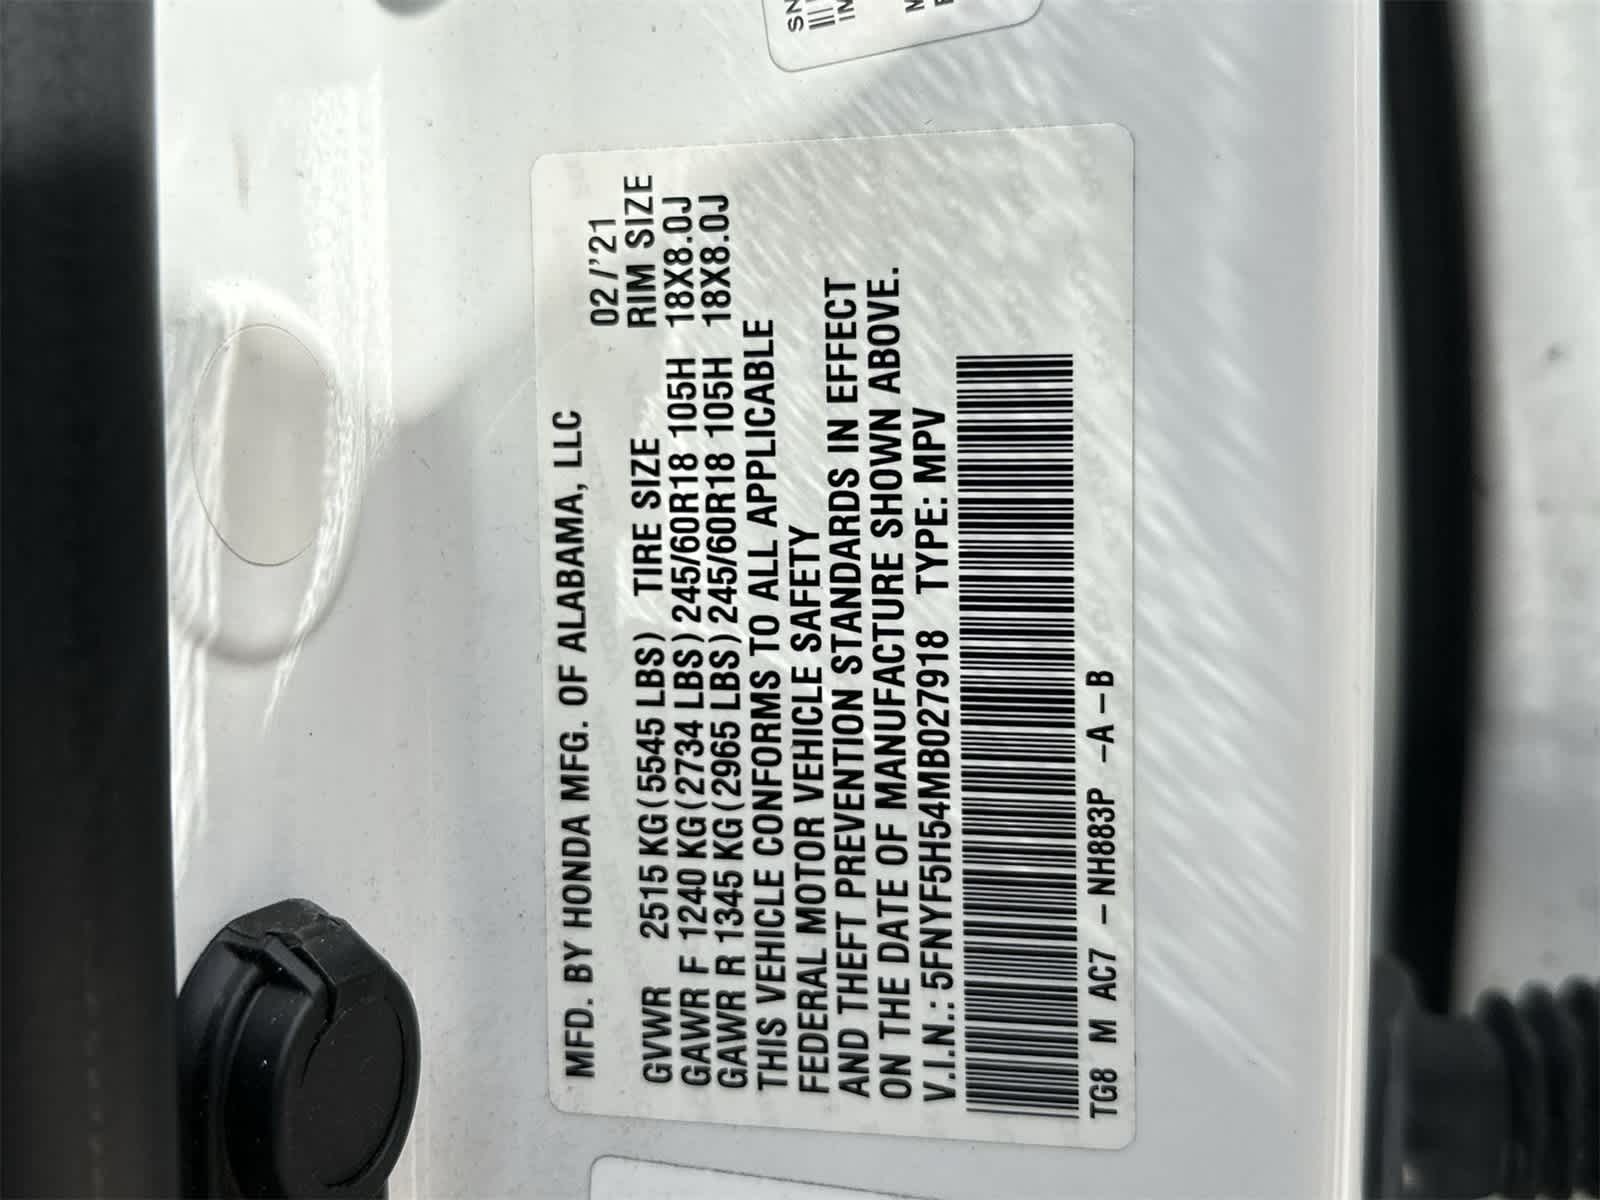 MFD. BY HONDA MFG. OF ALABAMA, LLC
02/'21
GVWR 2515 KG(5545 LBS) TIRE SIZE RIM SIZE
GAWR F 1240 KG(2734 LBS) 245/60R18 105H 18X8.0J
GAWR R 1345 KG(2965 LBS) 245/60R18 105H 18X8.0J
THIS VEHICLE CONFORMS TO ALL APPLICABLE
FEDERAL MOTOR VEHICLE SAFETY
AND THEFT PREVENTION STANDARDS IN EFFECT
ON THE DATE OF MANUFACTURE SHOWN ABOVE.
V.I.N.: 5FNYF5H54MB027918 TYPE: MPV
TG8 M AC7 -NH883P -A-B
SN